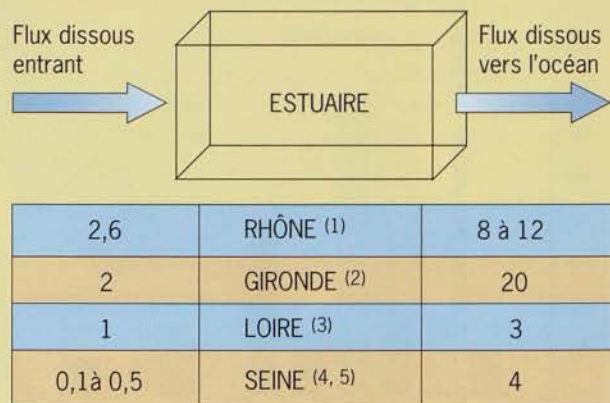 Flux dissous
entrant
ESTUAIRE
Flux dissous
vers l'océan
2,6 RHÔNE (1) 8 à 12
2 GIRONDE (2) 20
1 LOIRE (3) 3
0,1à 0,5 SEINE (4, 5) 4